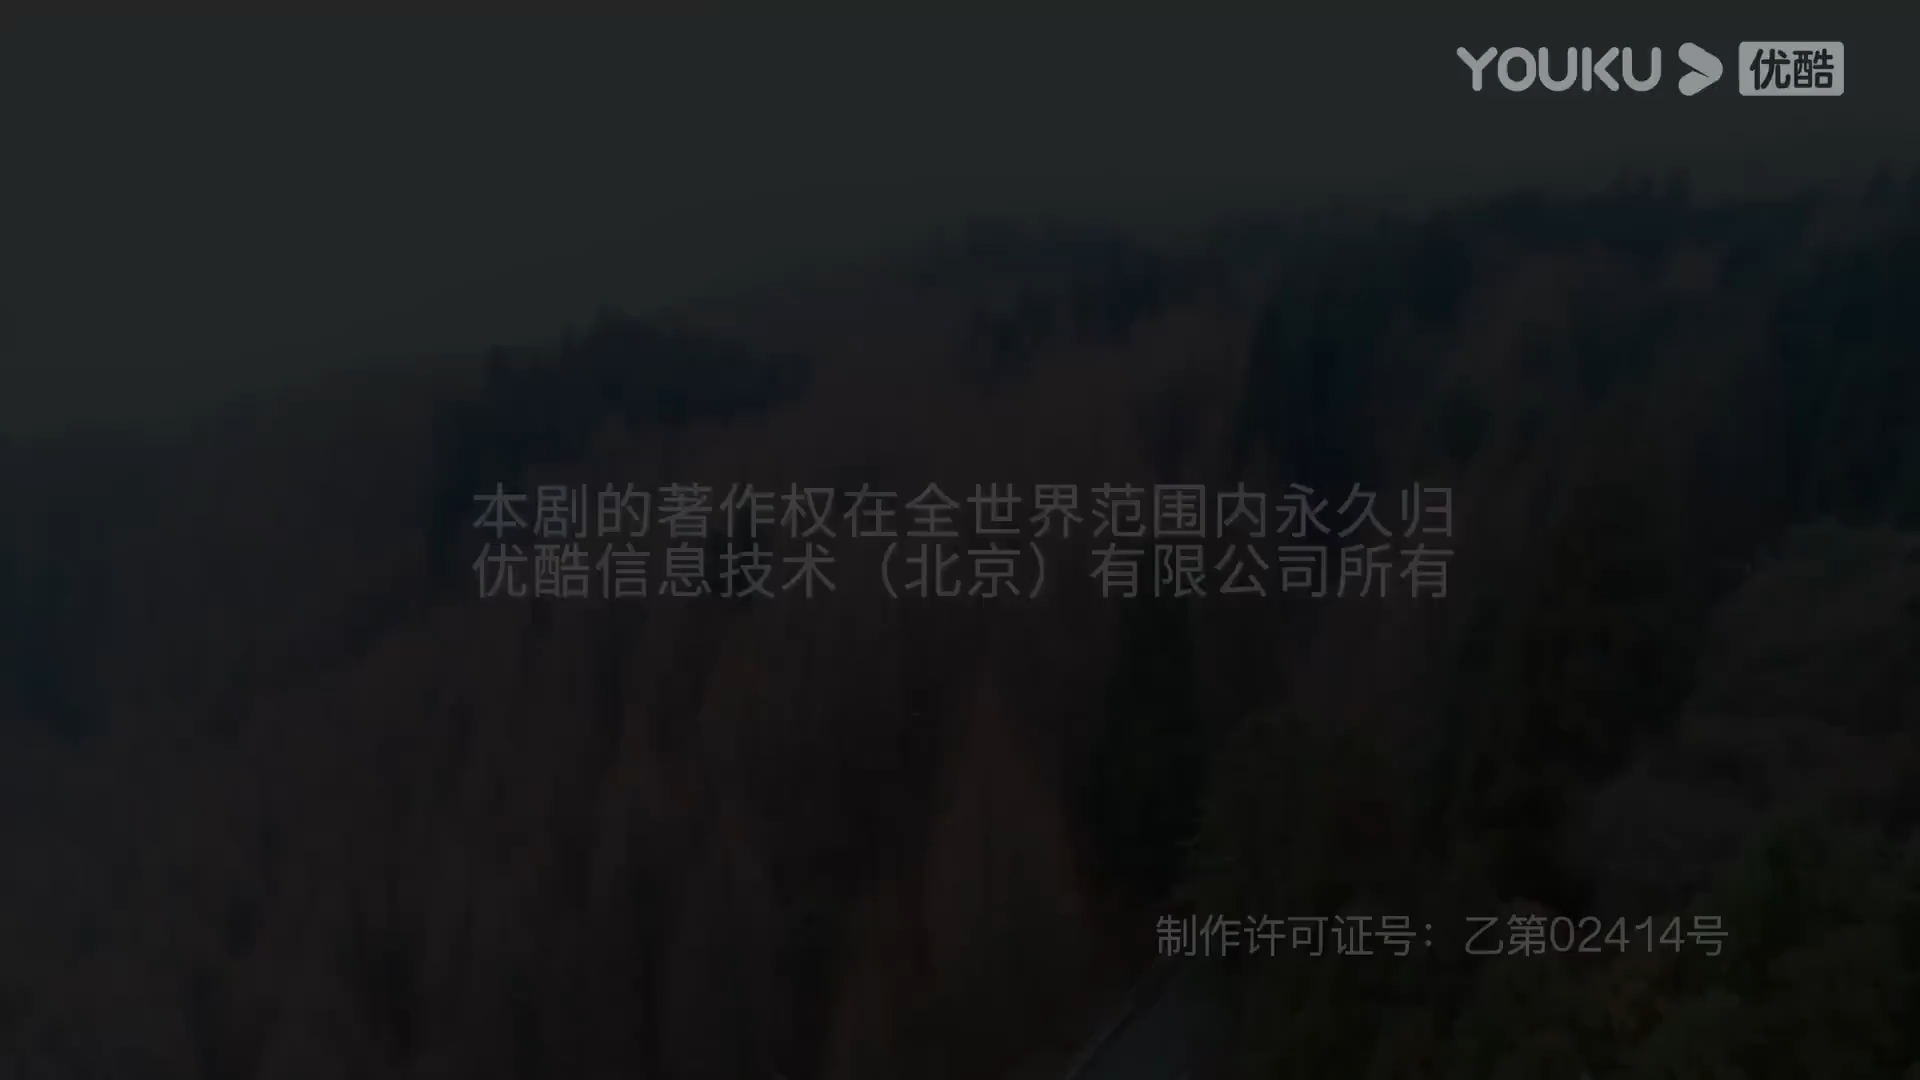 YOUKU 优酷
本剧的著作权在全世界范围内永久归
优酷信息技术（北京）有限公司所有
制作许可证号：乙第02414号